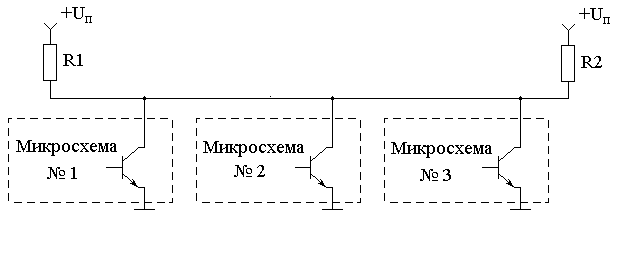 +Uп +Uп
R1 R2
Микросхема Микросхема Микросхема
№ 1 № 2 № 3